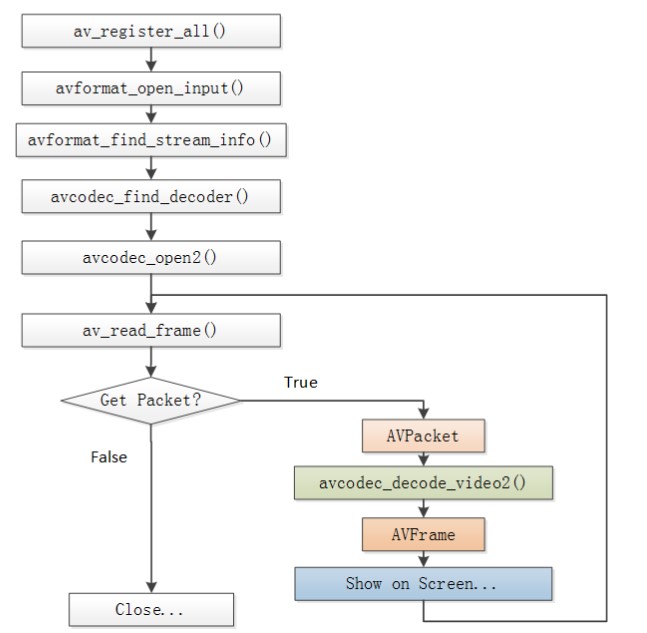 av_register_all()
avformat_open_input()
avformat_find_stream_info()
avcodec_find_decoder()
avcodec_open2()
av_read_frame()
Get Packet?
True
False
AVPacket
avcodec_decode_video2()
AVFrame
Show on Screen...
Close...